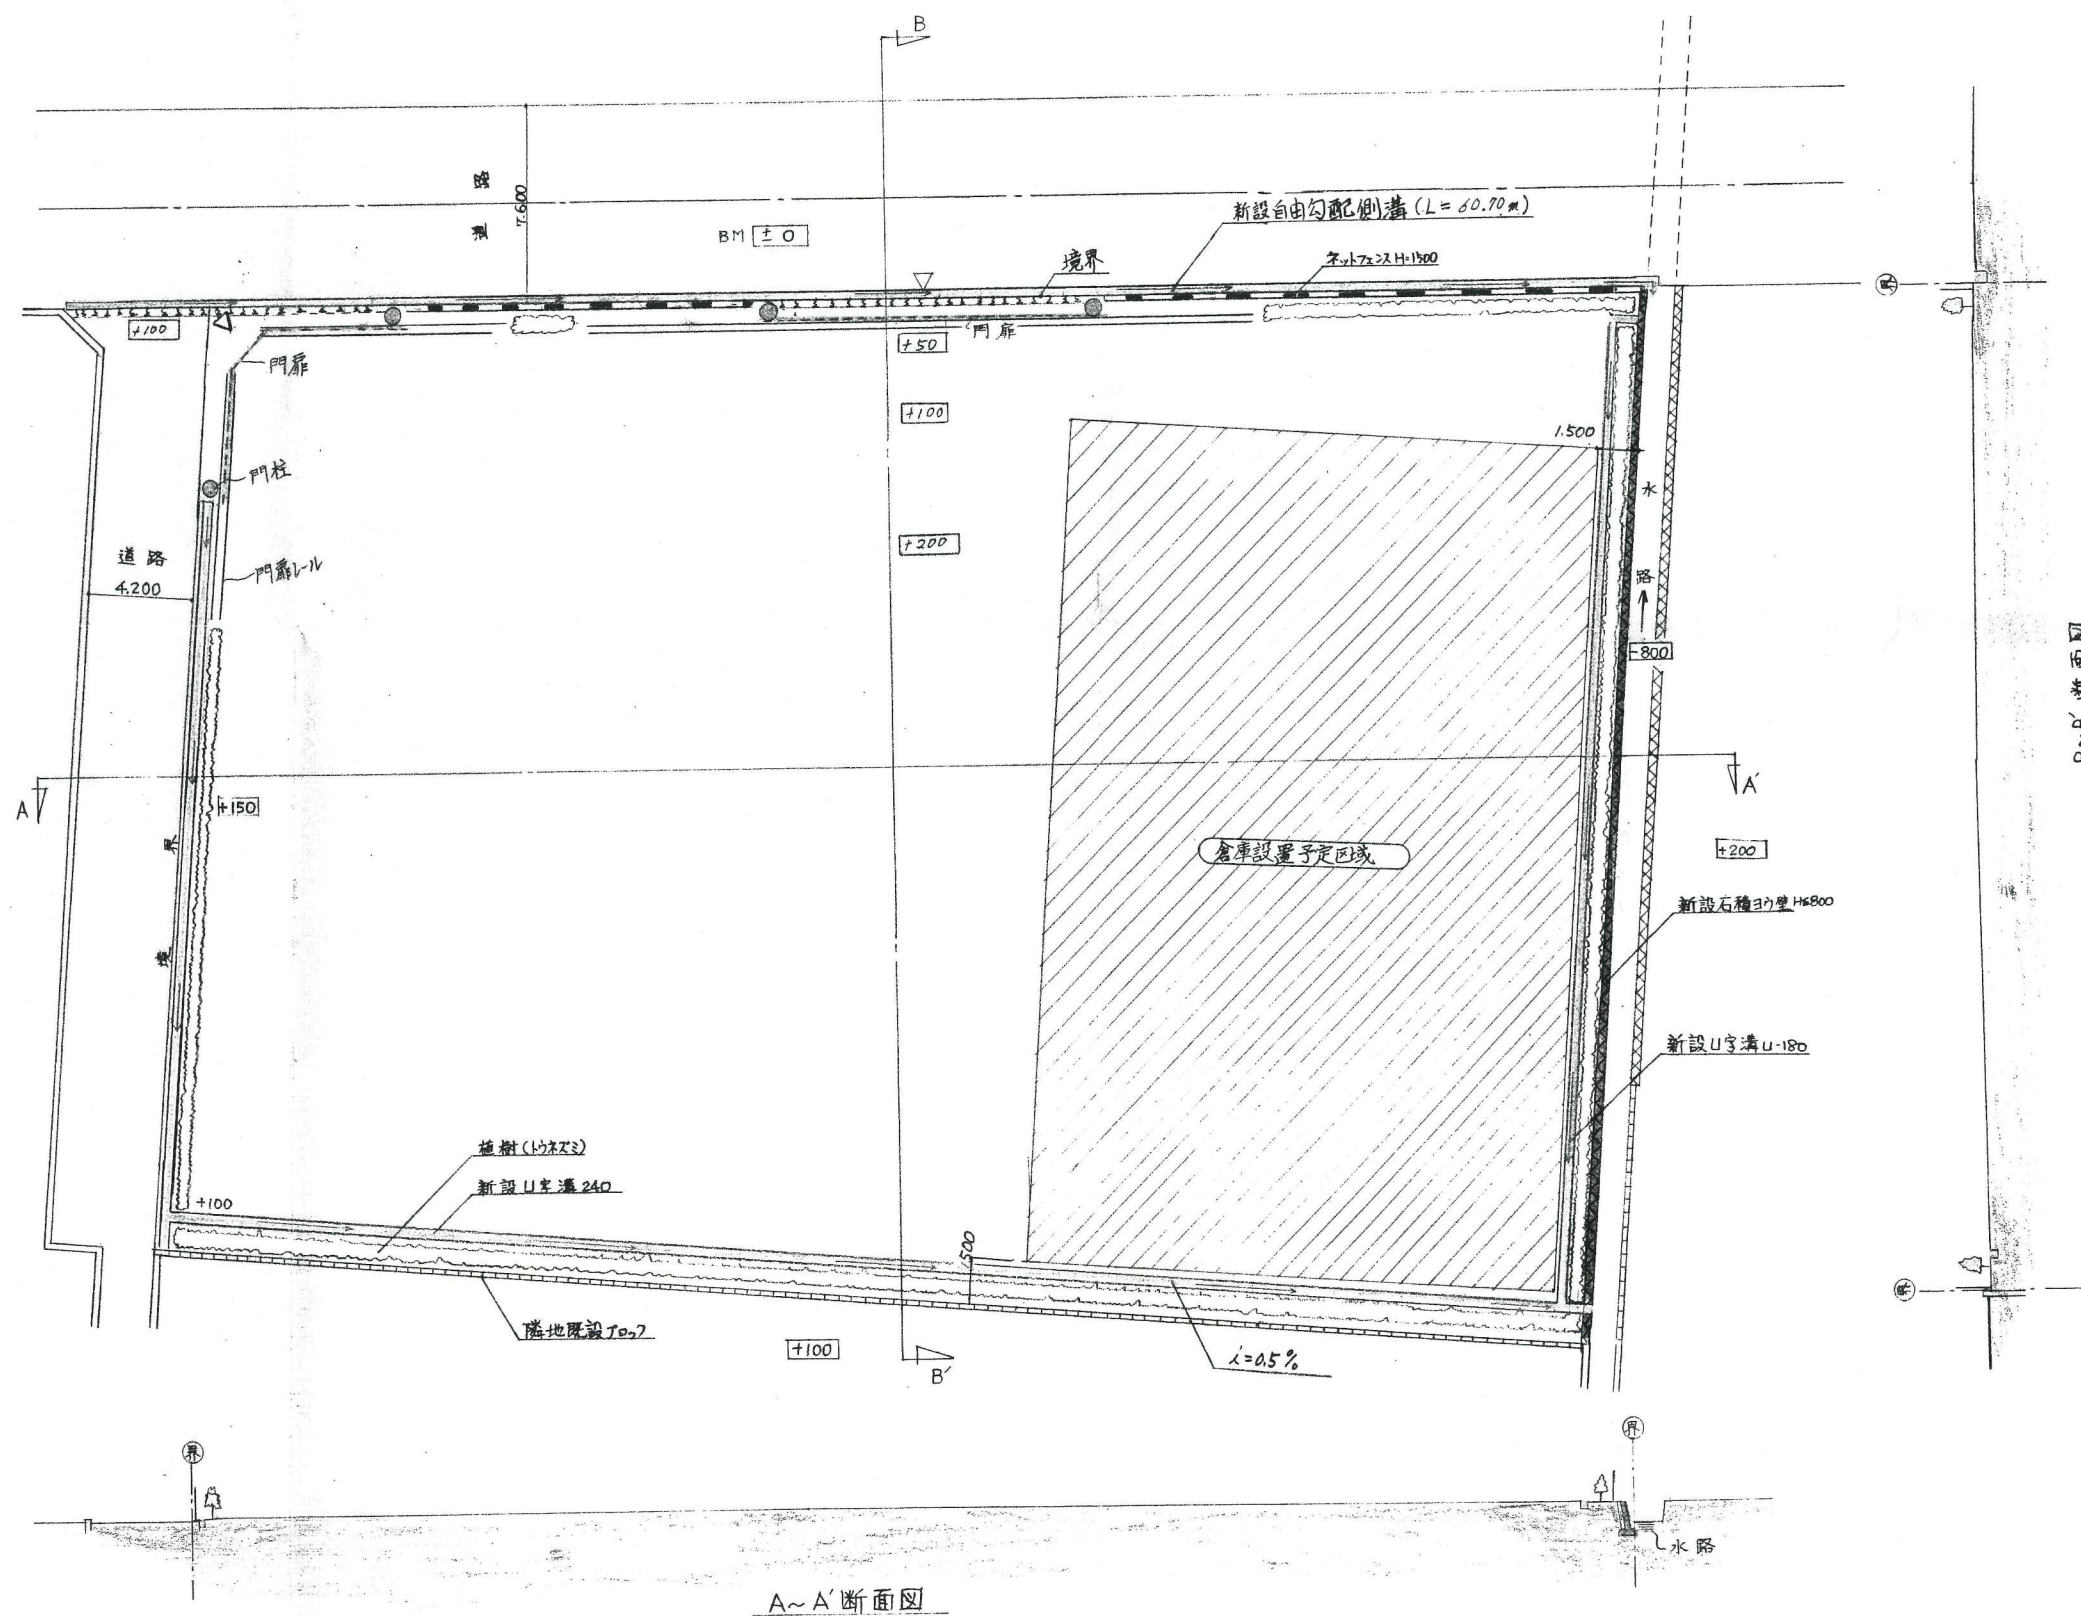 B
道路
7.600
BM ±0
新設自由勾配側溝 (L=60.70m)
境界
ネットフェンス H=1500
界
+100
門扉
+50
門扉
+100
1.500
門柱
水路
+200
道路
4.200
門扉レール
-800
A
A'
+150
境界
倉庫設置予定区域
+200
新設石積ヨウ壁 H=800
新設U字溝 U-180
植樹(トウネズミ)
新設U字溝 240
+100
1500
隣地既設ブロック
+100
B'
i=0.5%
界
界
界
水路
A~A'断面図